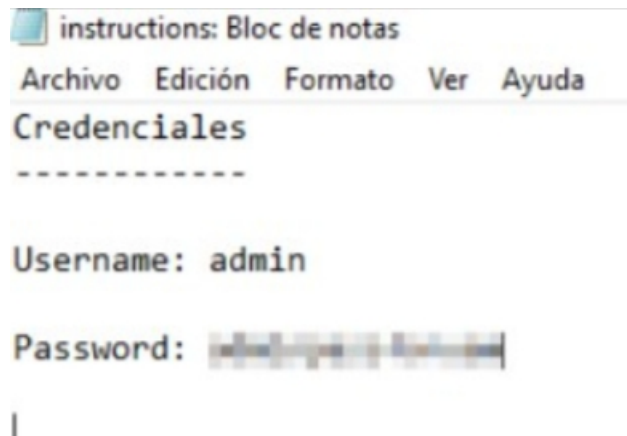 instructions: Bloc de notas
Archivo Edición Formato Ver Ayuda
Credenciales
------------
Username: admin
Password: